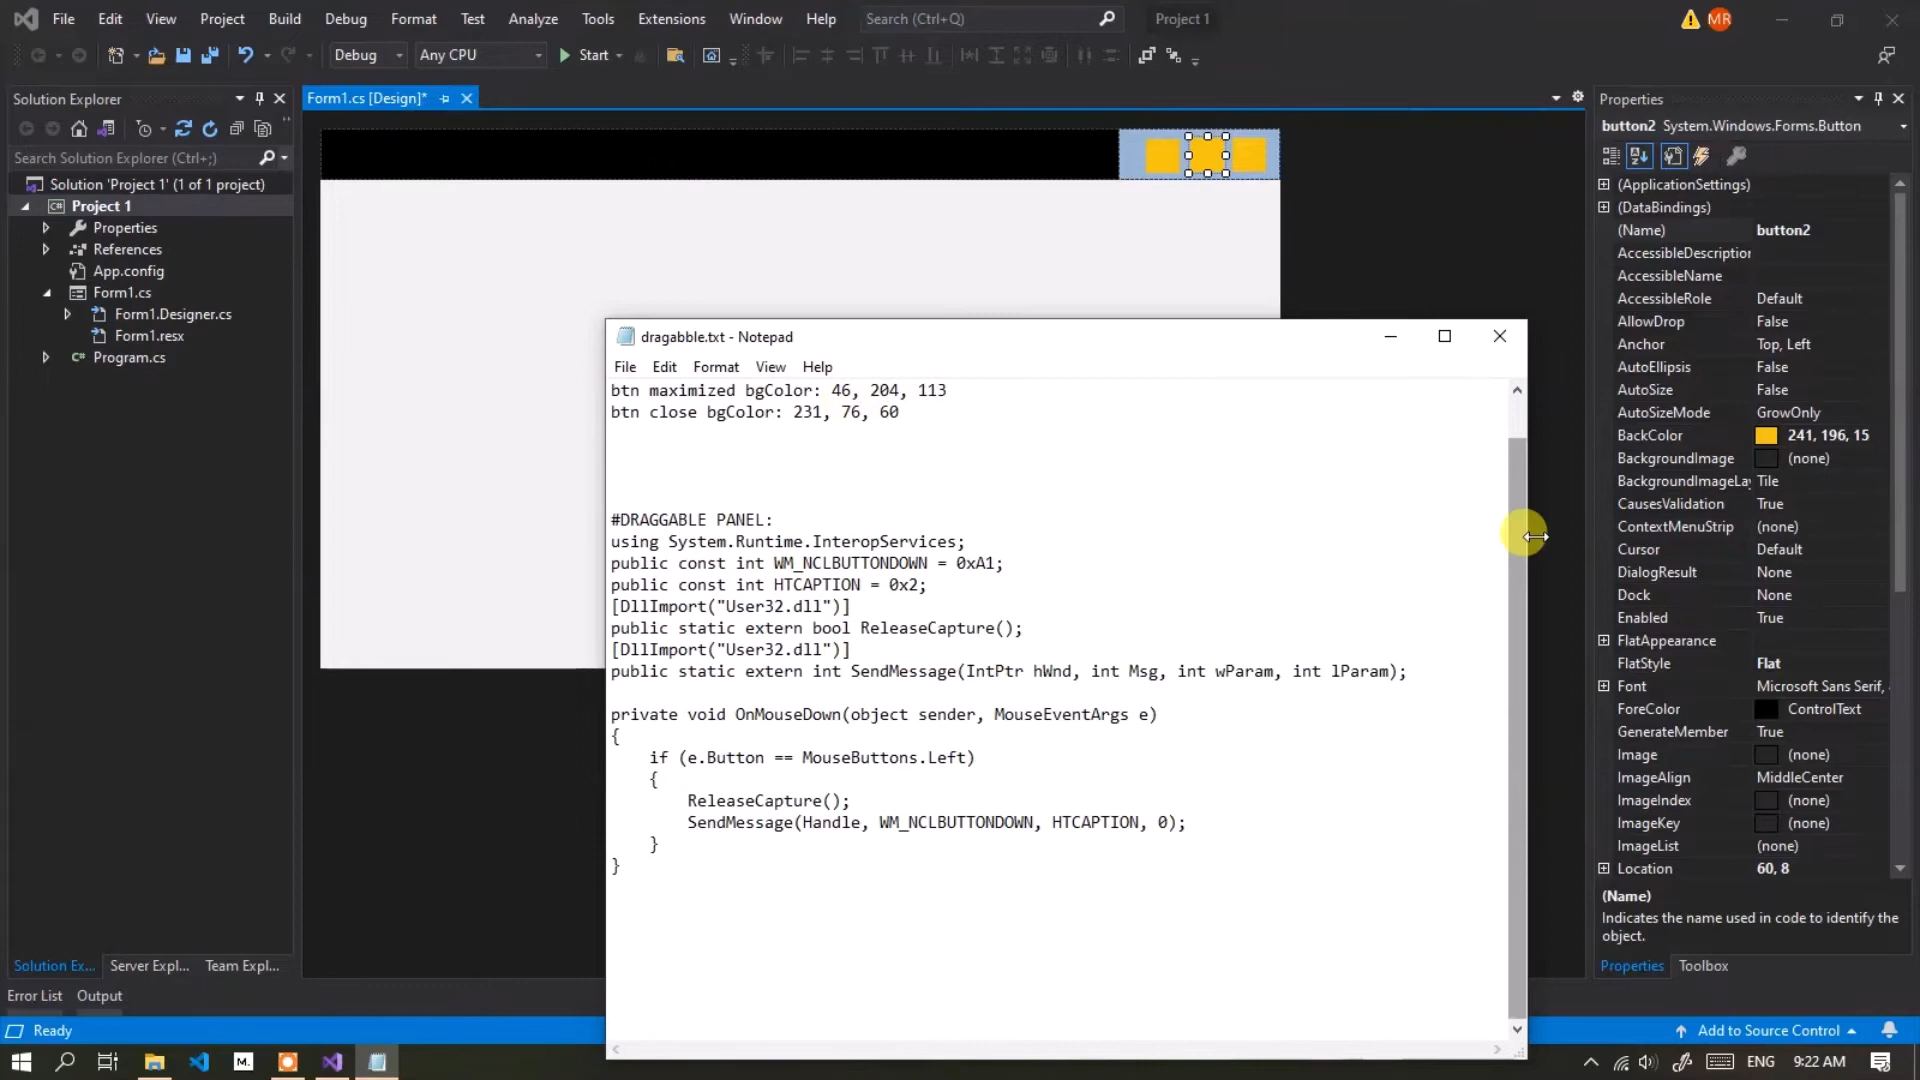 File Edit View Project Build Debug Format Test Analyze Tools Extensions Window Help Search (Ctrl+Q) Project 1 MR
Debug Any CPU Start
Solution Explorer
Search Solution Explorer (Ctrl+;)
Solution 'Project 1' (1 of 1 project)
C# Project 1
Properties
References
App.config
Form1.cs
Form1.Designer.cs
Form1.resx
C# Program.cs
Solution Ex... Server Expl... Team Expl...
Form1.cs [Design]*
dragabble.txt - Notepad
File Edit Format View Help
btn maximized bgColor: 46, 204, 113
btn close bgColor: 231, 76, 60
#DRAGGABLE PANEL:
using System.Runtime.InteropServices;
public const int WM_NCLBUTTONDOWN = 0xA1;
public const int HTCAPTION = 0x2;
[DllImport("User32.dll")]
public static extern bool ReleaseCapture();
[DllImport("User32.dll")]
public static extern int SendMessage(IntPtr hWnd, int Msg, int wParam, int lParam);
private void OnMouseDown(object sender, MouseEventArgs e)
{
if (e.Button == MouseButtons.Left)
{
ReleaseCapture();
SendMessage(Handle, WM_NCLBUTTONDOWN, HTCAPTION, 0);
}
}
Properties
button2 System.Windows.Forms.Button
(ApplicationSettings)
(DataBindings)
(Name) button2
AccessibleDescription
AccessibleName
AccessibleRole Default
AllowDrop False
Anchor Top, Left
AutoEllipsis False
AutoSize False
AutoSizeMode GrowOnly
BackColor 241, 196, 15
BackgroundImage (none)
BackgroundImageLay Tile
CausesValidation True
ContextMenuStrip (none)
Cursor Default
DialogResult None
Dock None
Enabled True
FlatAppearance
FlatStyle Flat
Font Microsoft Sans Serif,
ForeColor ControlText
GenerateMember True
Image (none)
ImageAlign MiddleCenter
ImageIndex (none)
ImageKey (none)
ImageList (none)
Location 60, 8
(Name)
Indicates the name used in code to identify the
object.
Properties Toolbox
Error List Output
Ready
Add to Source Control
M.
ENG 9:22 AM